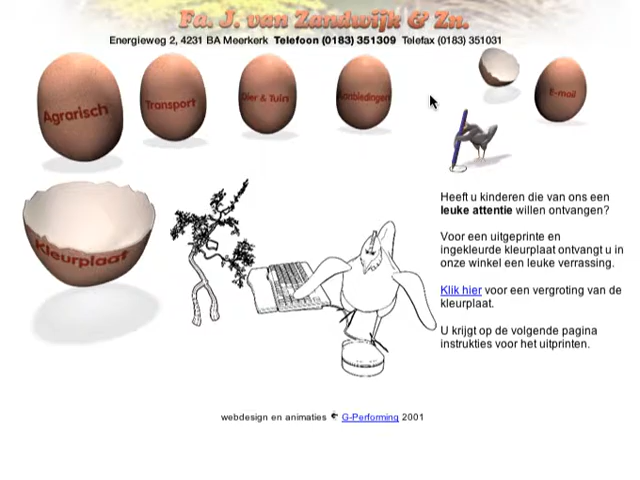 Fa. J. van Zandwijk & Zn.
Energieweg 2, 4231 BA Meerkerk Telefoon (0183) 351309 Telefax (0183) 351031
Agrarisch
Transport
Dier & Tuin
Aanbiedingen
E-mail
Kleurplaat
Heeft u kinderen die van ons een
leuke attentie willen ontvangen?
Voor een uitgeprinte en
ingekleurde kleurplaat ontvangt u in
onze winkel een leuke verrassing.
Klik hier voor een vergroting van de
kleurplaat.
U krijgt op de volgende pagina
instrukties voor het uitprinten.
webdesign en animaties G-Performing 2001